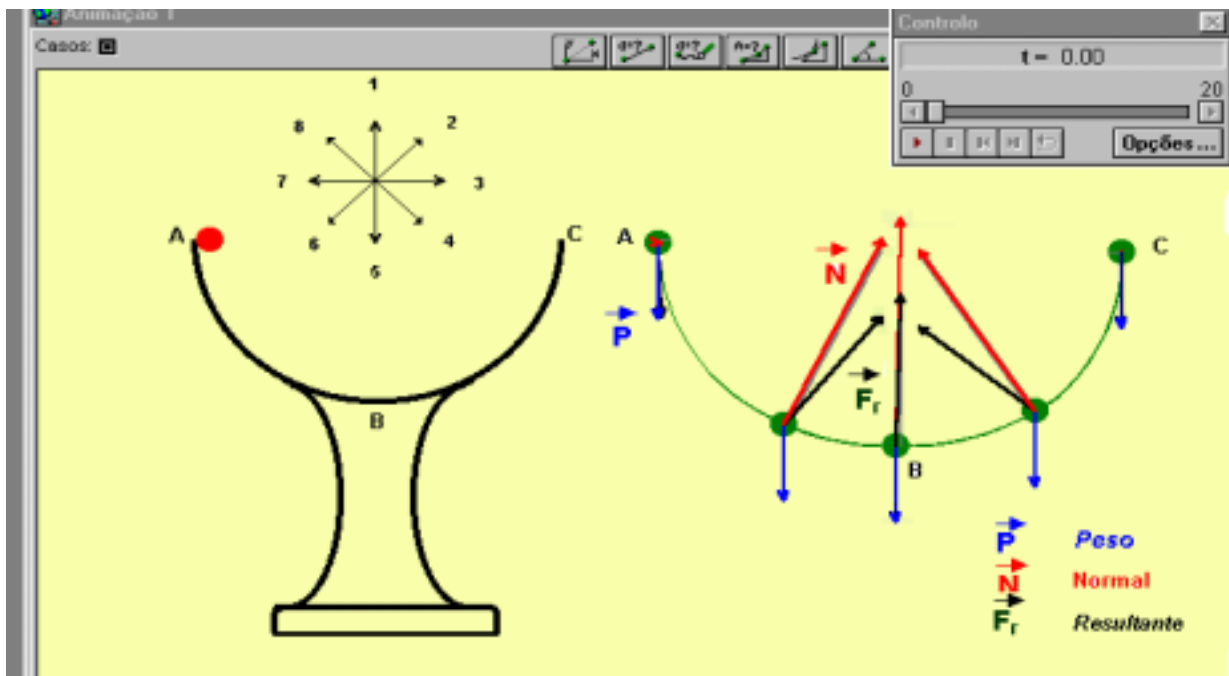 Animação 1
Controlo
Casos:
t = 0.00
0 20
Opções...
1
8 2
7 3
6 4
5
A C
B
A C
N
P
Fr
B
P Peso
N Normal
Fr Resultante